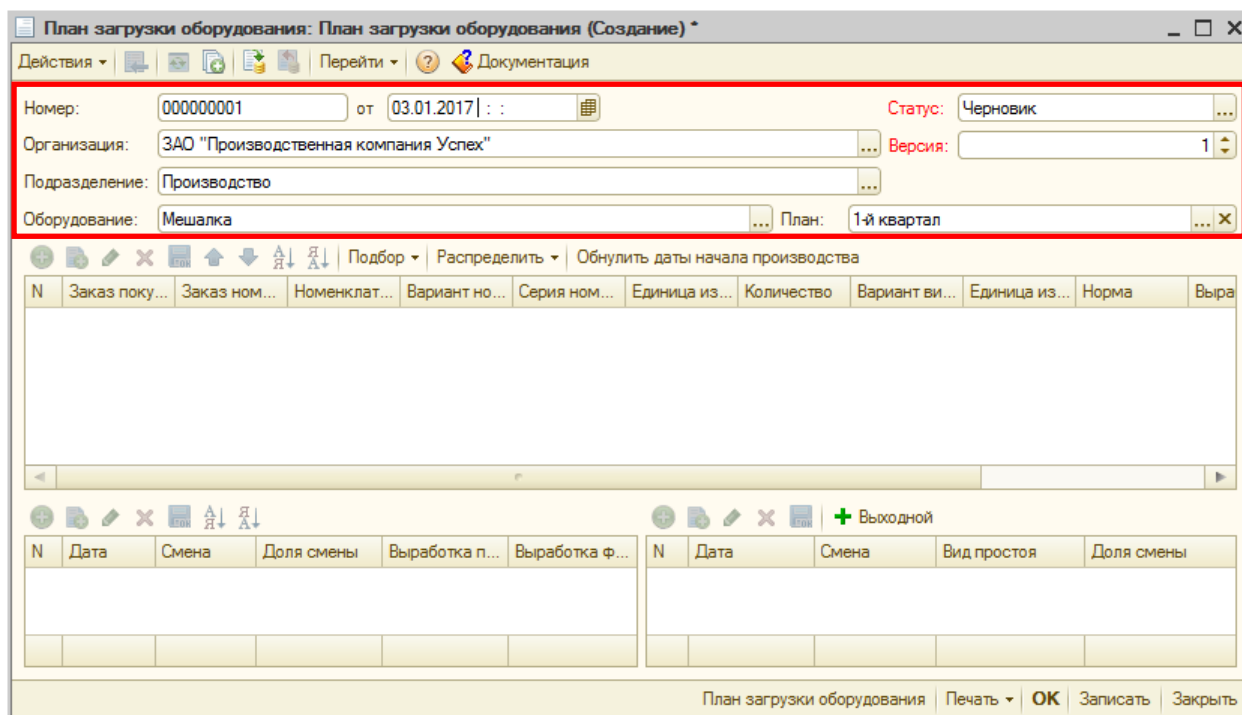 План загрузки оборудования: План загрузки оборудования (Создание) *
Действия Перейти Документация
Номер: 000000001 от 03.01.2017 : : Статус: Черновик ...
Организация: ЗАО "Производственная компания Успех" ... Версия: 1
Подразделение: Производство ...
Оборудование: Мешалка ... План: 1-й квартал ...
Подбор Распределить Обнулить даты начала производства
N Заказ поку... Заказ ном... Номенклат... Вариант но... Серия ном... Единица из... Количество Вариант ви... Единица из... Норма Выра
Выходной
N Дата Смена Доля смены Выработка п... Выработка ф... N Дата Смена Вид простоя Доля смены
План загрузки оборудования Печать OK Записать Закрыть